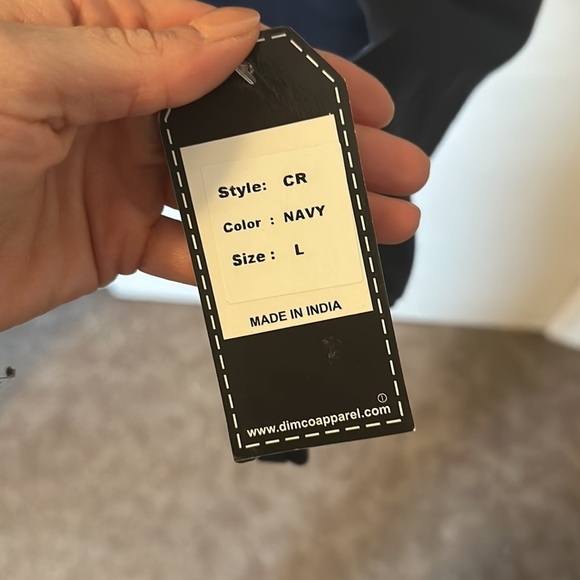 Style: CR
Color : NAVY
Size : L
MADE IN INDIA
www.dimcoapparel.com